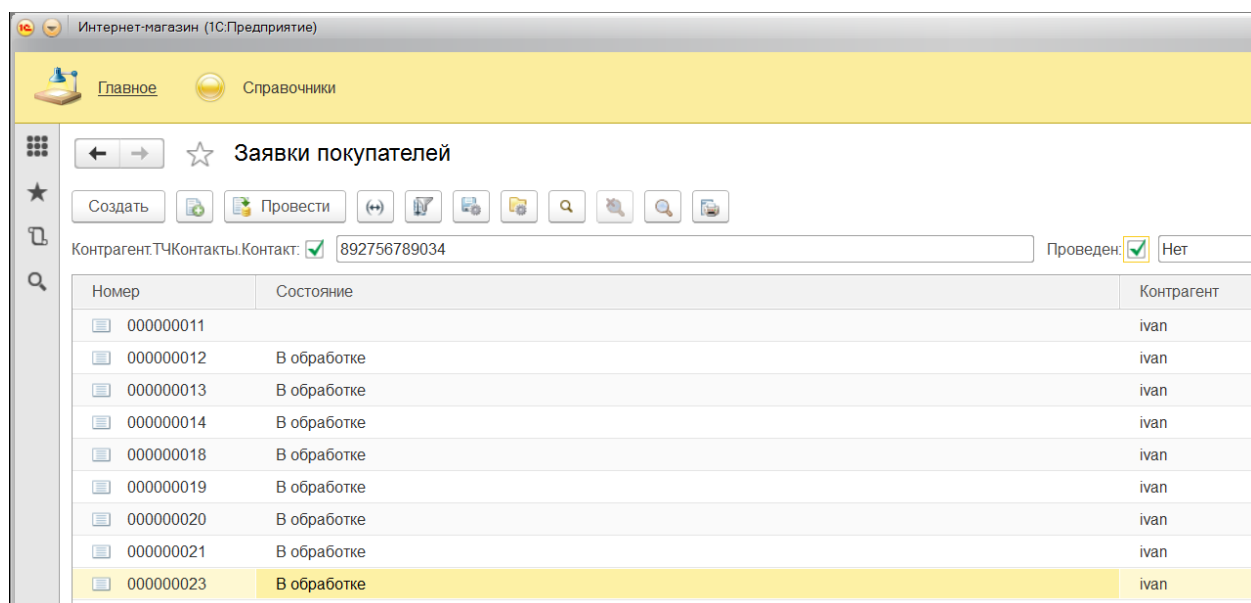 1С Интернет-магазин (1С:Предприятие)
Главное Справочники
Заявки покупателей
Создать Провести
Контрагент.ТЧКонтакты.Контакт: 892756789034 Проведен: Нет
Номер Состояние Контрагент
000000011 ivan
000000012 В обработке ivan
000000013 В обработке ivan
000000014 В обработке ivan
000000018 В обработке ivan
000000019 В обработке ivan
000000020 В обработке ivan
000000021 В обработке ivan
000000023 В обработке ivan